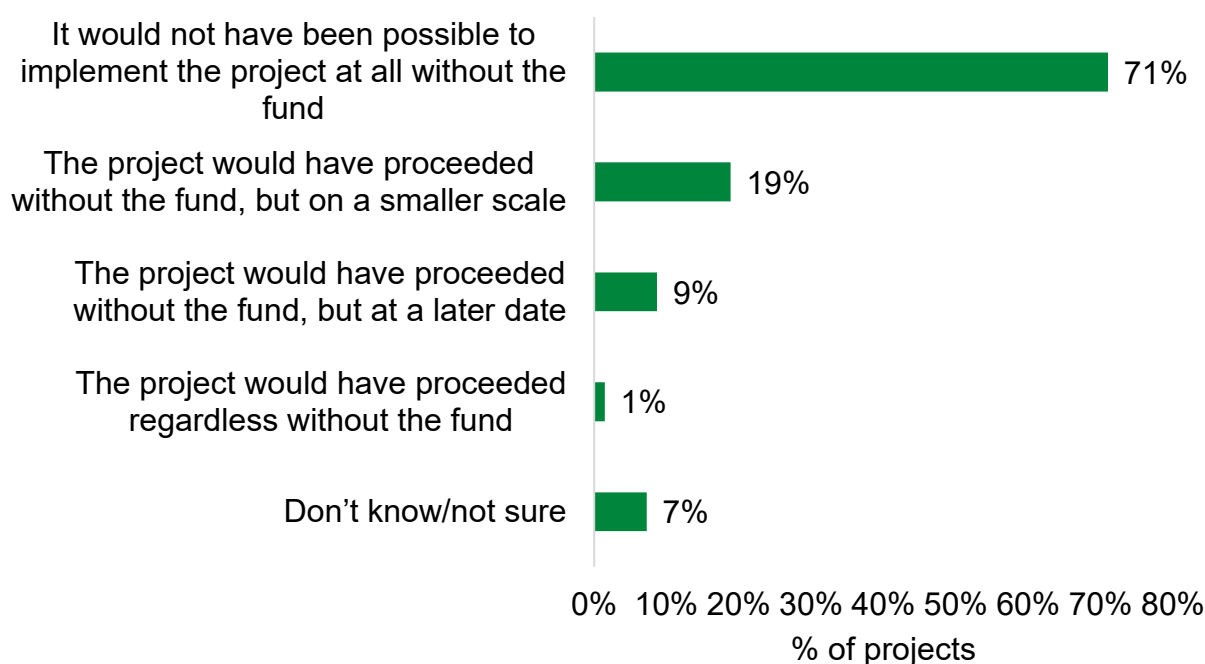 It would not have been possible to
implement the project at all without the
fund
71%
The project would have proceeded
without the fund, but on a smaller scale
19%
The project would have proceeded
without the fund, but at a later date
9%
The project would have proceeded
regardless without the fund
1%
Don’t know/not sure
7%
0% 10% 20% 30% 40% 50% 60% 70% 80%
% of projects